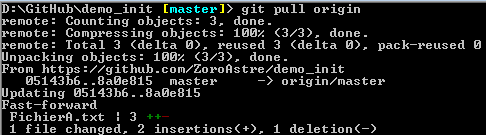 D:\GitHub\demo_init [master]> git pull origin
remote: Counting objects: 3, done.
remote: Compressing objects: 100% (3/3), done.
remote: Total 3 (delta 0), reused 3 (delta 0), pack-reused 0
Unpacking objects: 100% (3/3), done.
From https://github.com/ZoroAstre/demo_init
05143b6..8a0e815 master -> origin/master
Updating 05143b6..8a0e815
Fast-forward
FichierA.txt | 3 ++-
1 file changed, 2 insertions(+), 1 deletion(-)